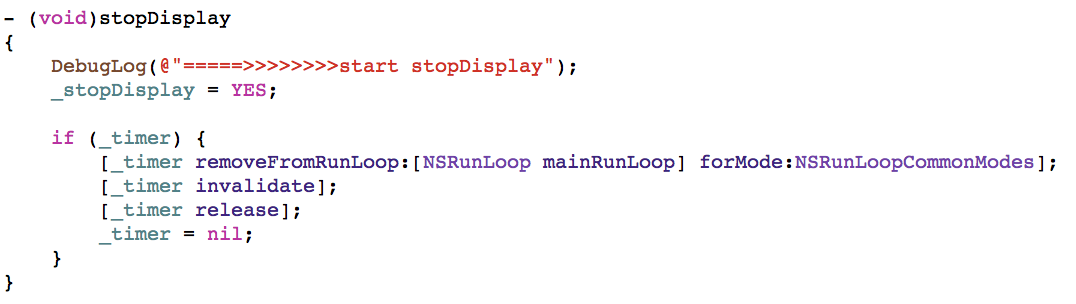 - (void)stopDisplay
{
    DebugLog(@"=====>>>>>>>>start stopDisplay");
    _stopDisplay = YES;

    if (_timer) {
        [_timer removeFromRunLoop:[NSRunLoop mainRunLoop] forMode:NSRunLoopCommonModes];
        [_timer invalidate];
        [_timer release];
        _timer = nil;
    }
}